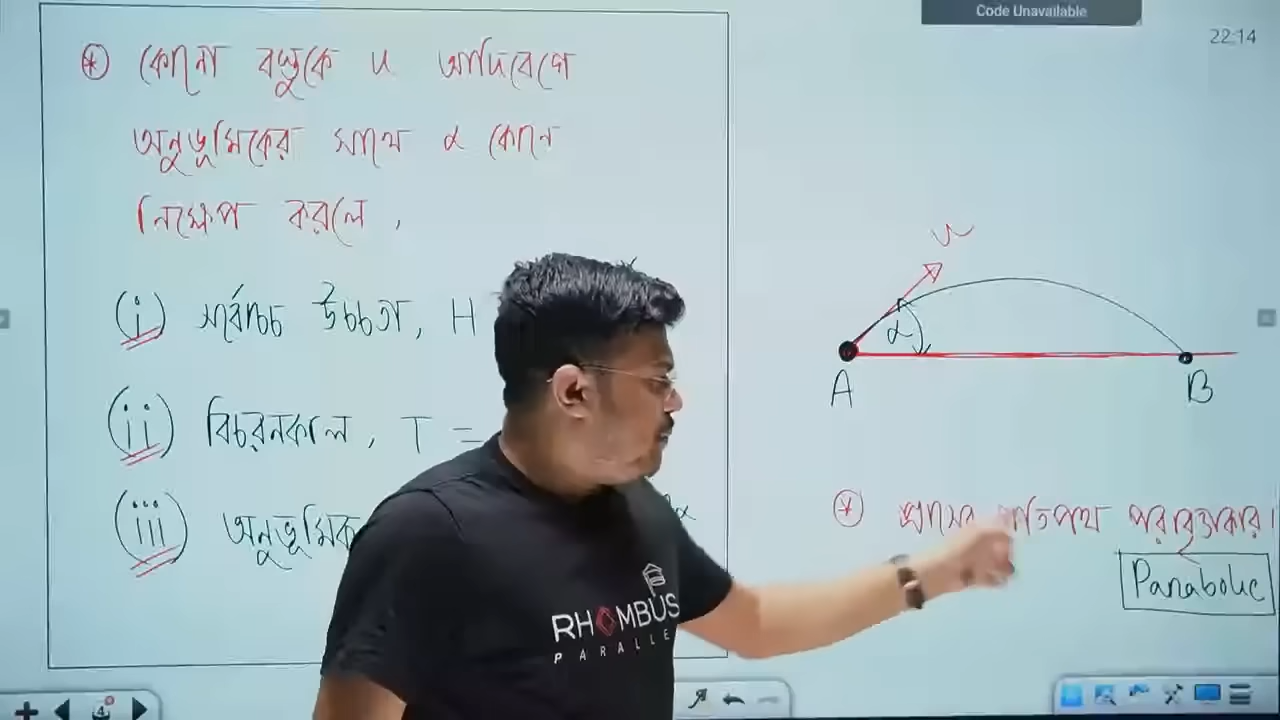 Code Unavailable
22:14
* কোনো বস্তুকে u আদিবেগে
অনুভূমিকের সাথে α কোনে
নিক্ষেপ করলে,
(i) সর্বোচ্চ উচ্চতা, H
(ii) বিচরনকাল, T =
(iii) অনুভূমিক
u
α
A
B
* গতিপথ পরাবৃত্তাকার।
Parabolic
RHOMBUS
PARALLE